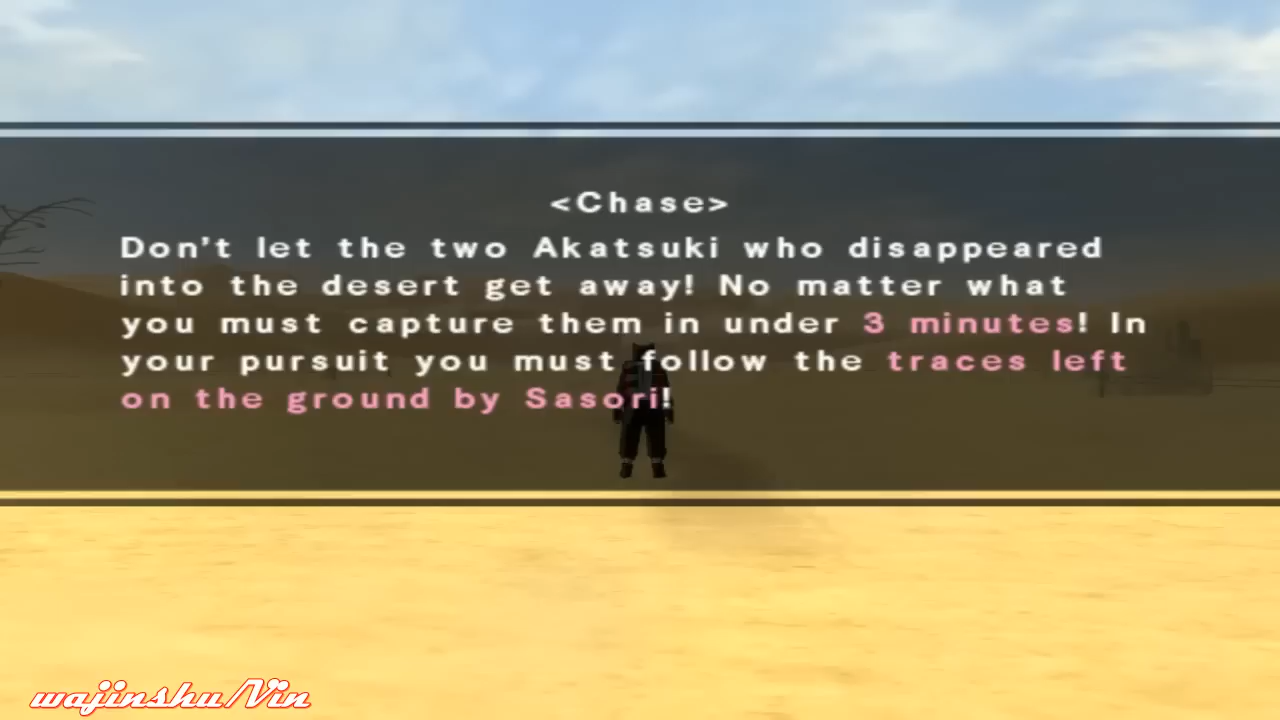 <Chase>
Don't let the two Akatsuki who disappeared
into the desert get away! No matter what
you must capture them in under 3 minutes! In
your pursuit you must follow the traces left
on the ground by Sasori!
wajinshu/Vin